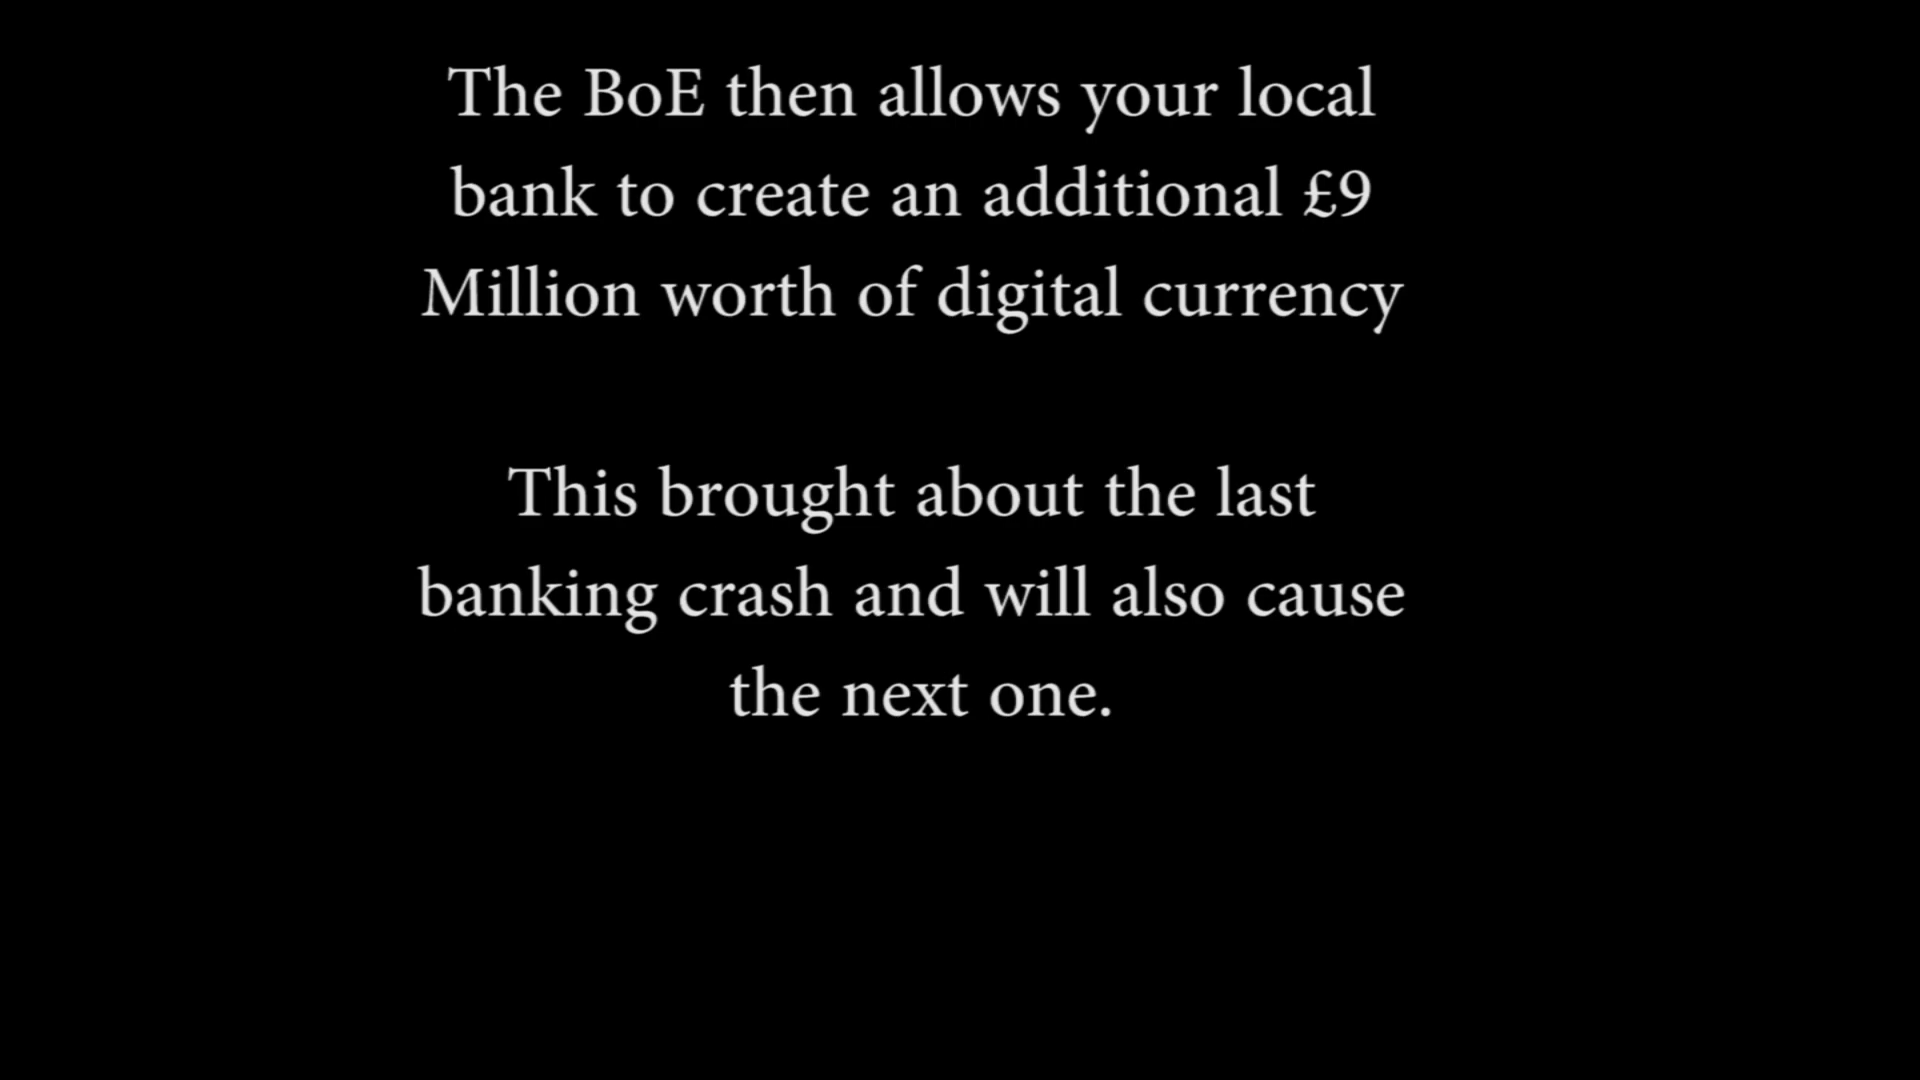 The BoE then allows your local
bank to create an additional £9
Million worth of digital currency
This brought about the last
banking crash and will also cause
the next one.